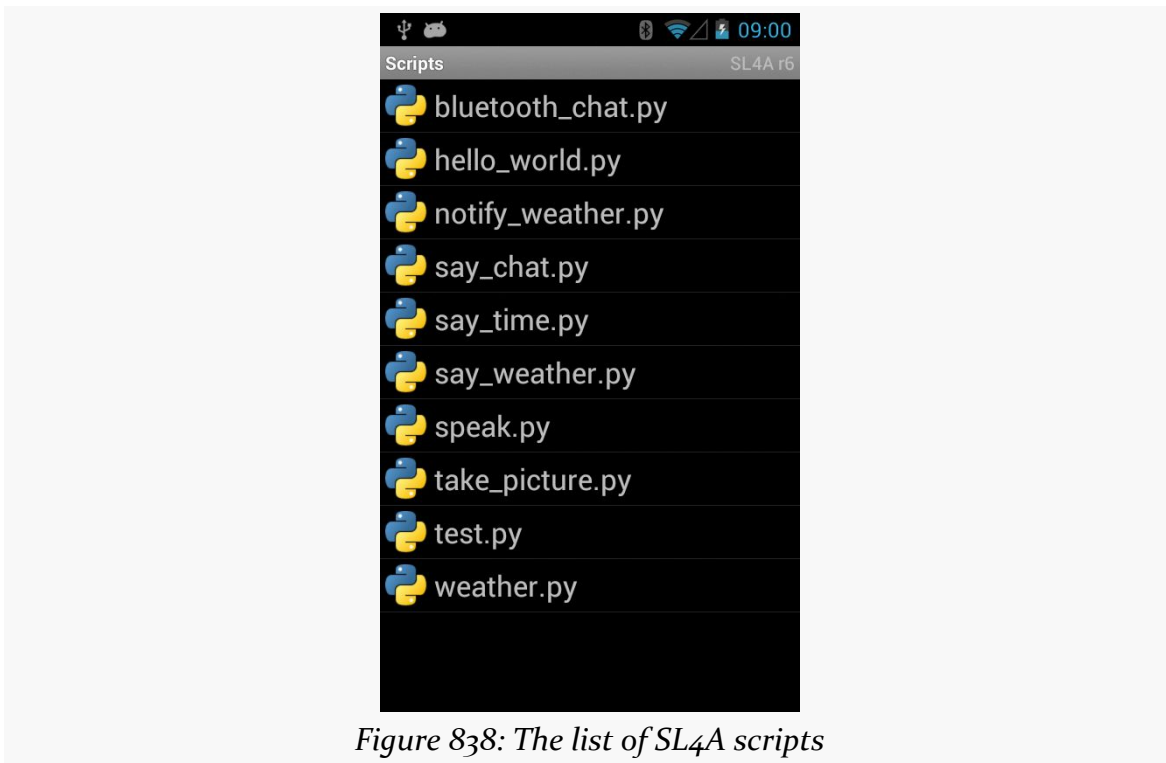 09:00
Scripts SL4A r6
bluetooth_chat.py
hello_world.py
notify_weather.py
say_chat.py
say_time.py
say_weather.py
speak.py
take_picture.py
test.py
weather.py
Figure 838: The list of SL4A scripts